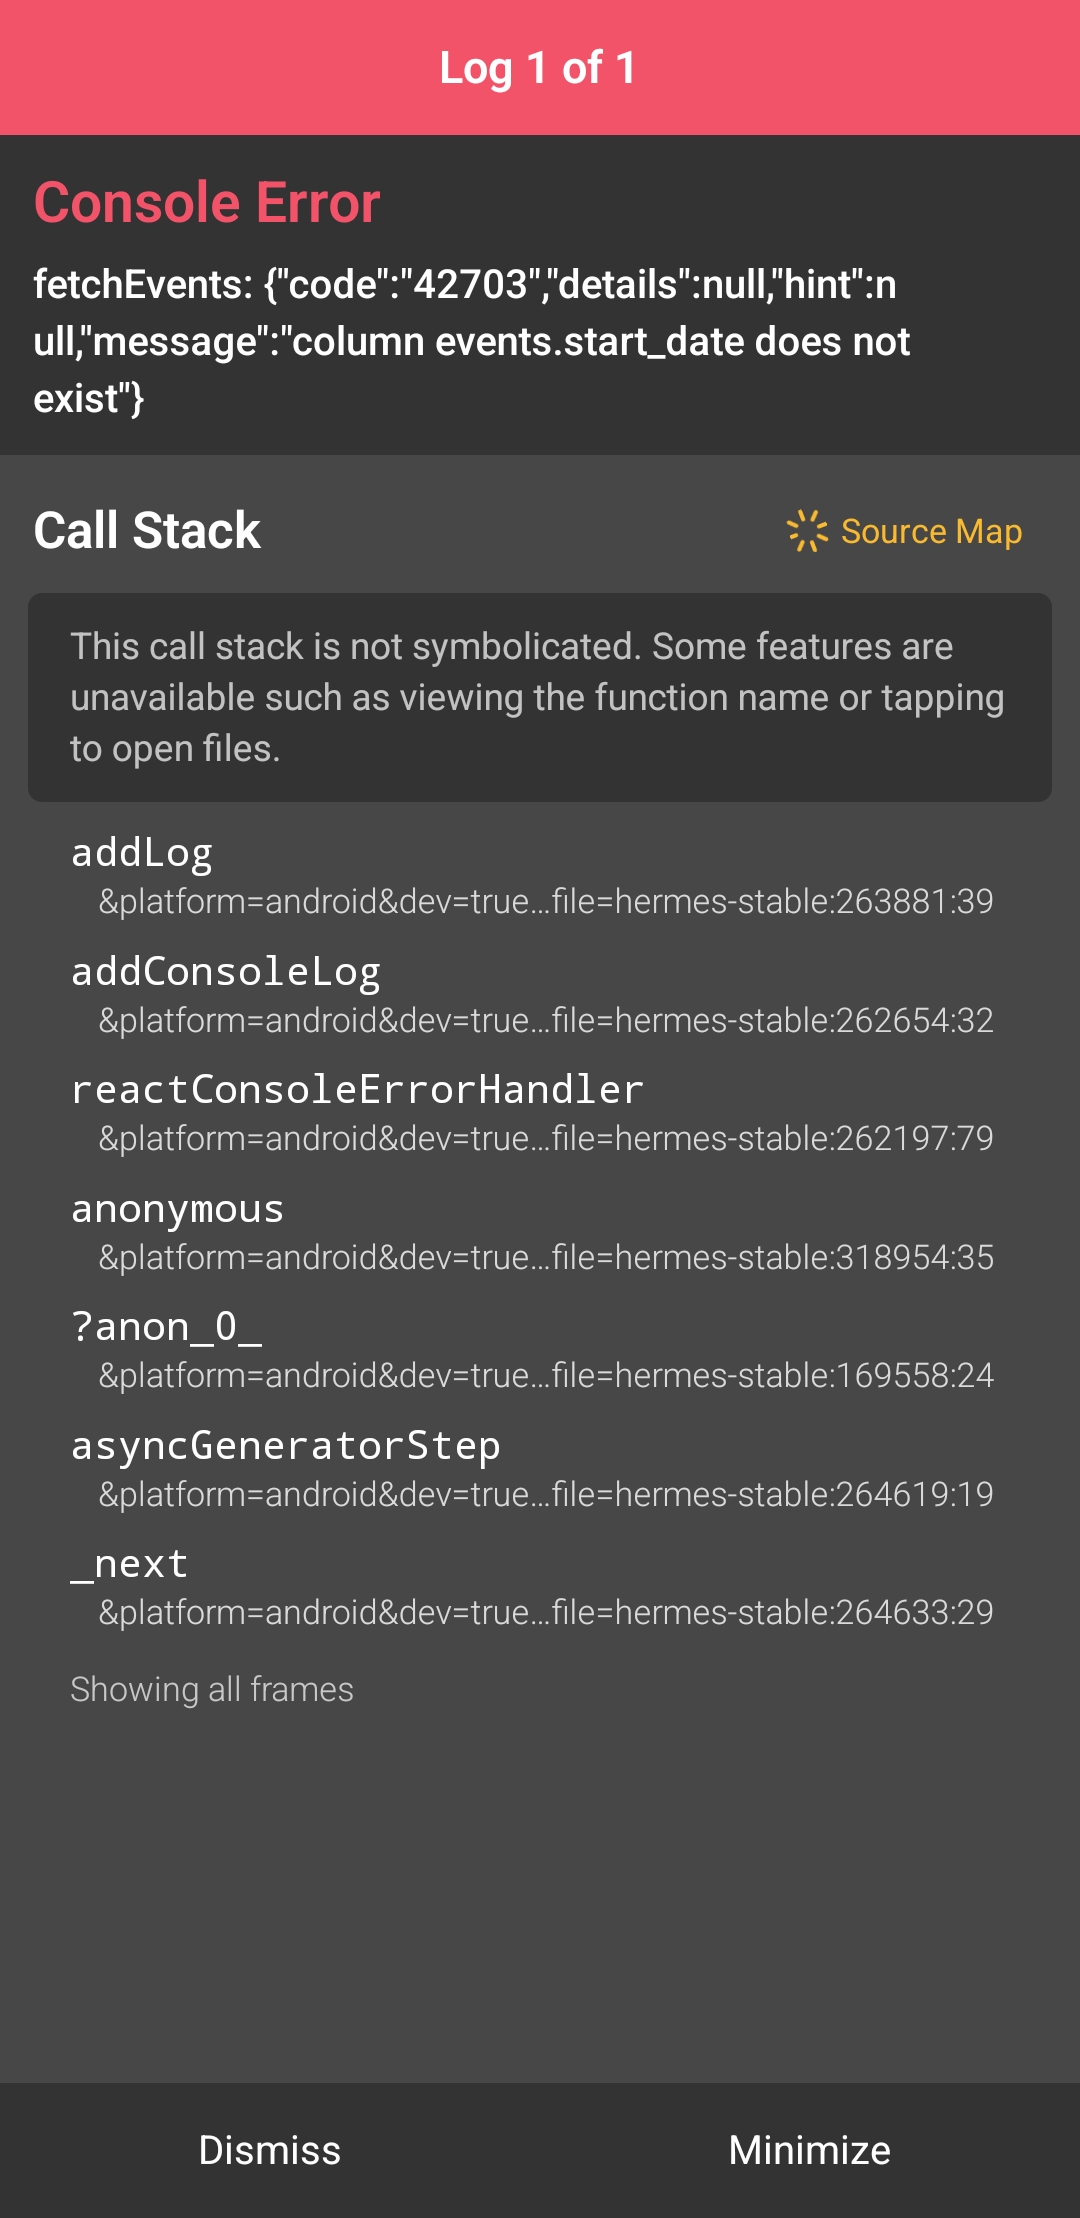 Log 1 of 1
Console Error
fetchEvents: {"code":"42703","details":null,"hint":n
ull,"message":"column events.start_date does not
exist"}
Call Stack
Source Map
This call stack is not symbolicated. Some features are
unavailable such as viewing the function name or tapping
to open files.
addLog
&platform=android&dev=true...file=hermes-stable:263881:39
addConsoleLog
&platform=android&dev=true...file=hermes-stable:262654:32
reactConsoleErrorHandler
&platform=android&dev=true...file=hermes-stable:262197:79
anonymous
&platform=android&dev=true...file=hermes-stable:318954:35
?anon_0_
&platform=android&dev=true...file=hermes-stable:169558:24
asyncGeneratorStep
&platform=android&dev=true...file=hermes-stable:264619:19
_next
&platform=android&dev=true...file=hermes-stable:264633:29
Showing all frames
Dismiss
Minimize